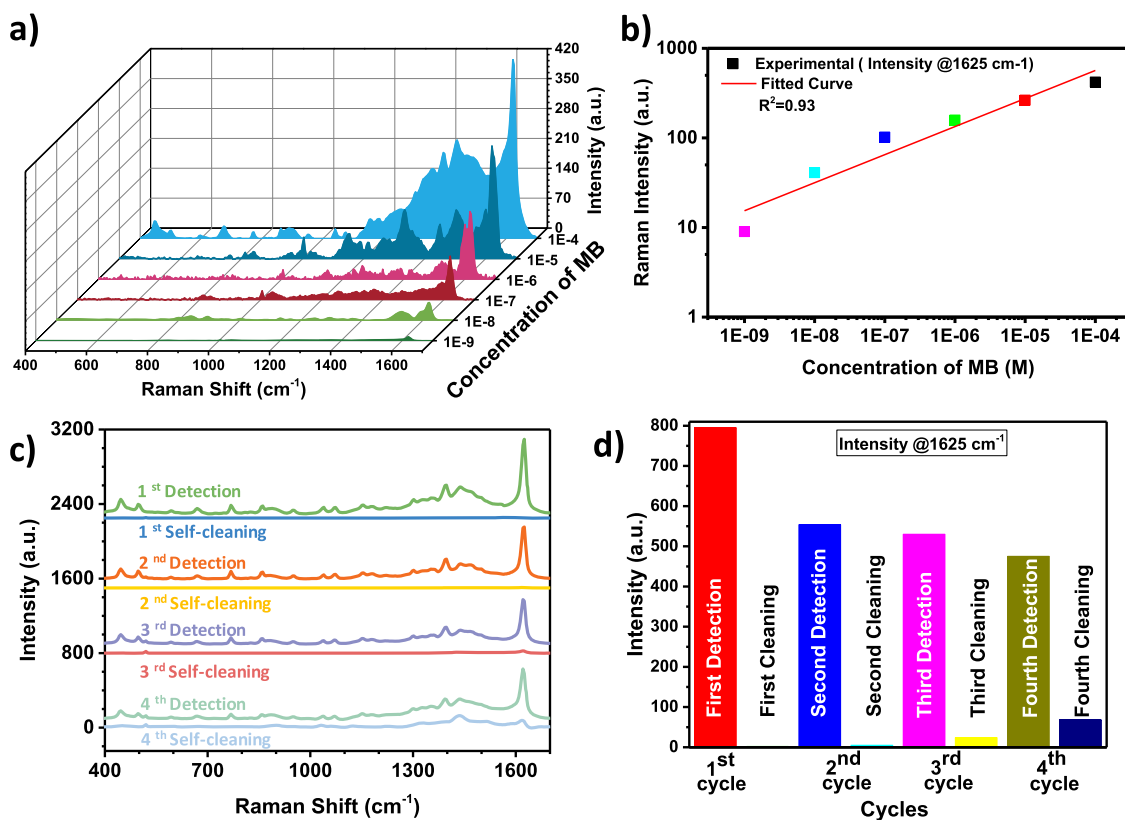 a)
420
350
280
210
140
70
0
Intensity (a.u.)
1E-4
1E-5
1E-6
1E-7
1E-8
1E-9
Concentration of MB
400
600
800
1000
1200
1400
1600
Raman Shift (cm-1)
b)
1000
100
10
1
Raman Intensity (a.u.)
Experimental ( Intensity @1625 cm-1)
Fitted Curve
R2=0.93
1E-09 1E-08 1E-07 1E-06 1E-05 1E-04
Concentration of MB (M)
c)
3200
2400
1600
800
0
Intensity (a.u.)
1 st Detection
1 st Self-cleaning
2 nd Detection
2 nd Self-cleaning
3 rd Detection
3 rd Self-cleaning
4 th Detection
4 th Self-cleaning
400 700 1000 1300 1600
Raman Shift (cm-1)
d)
800
700
600
500
400
300
200
100
0
Intensity (a.u.)
Intensity @1625 cm-1
First Detection
First Cleaning
Second Detection
Second Cleaning
Third Detection
Third Cleaning
Fourth Detection
Fourth Cleaning
1st cycle
2nd cycle
3rd cycle
4th cycle
Cycles